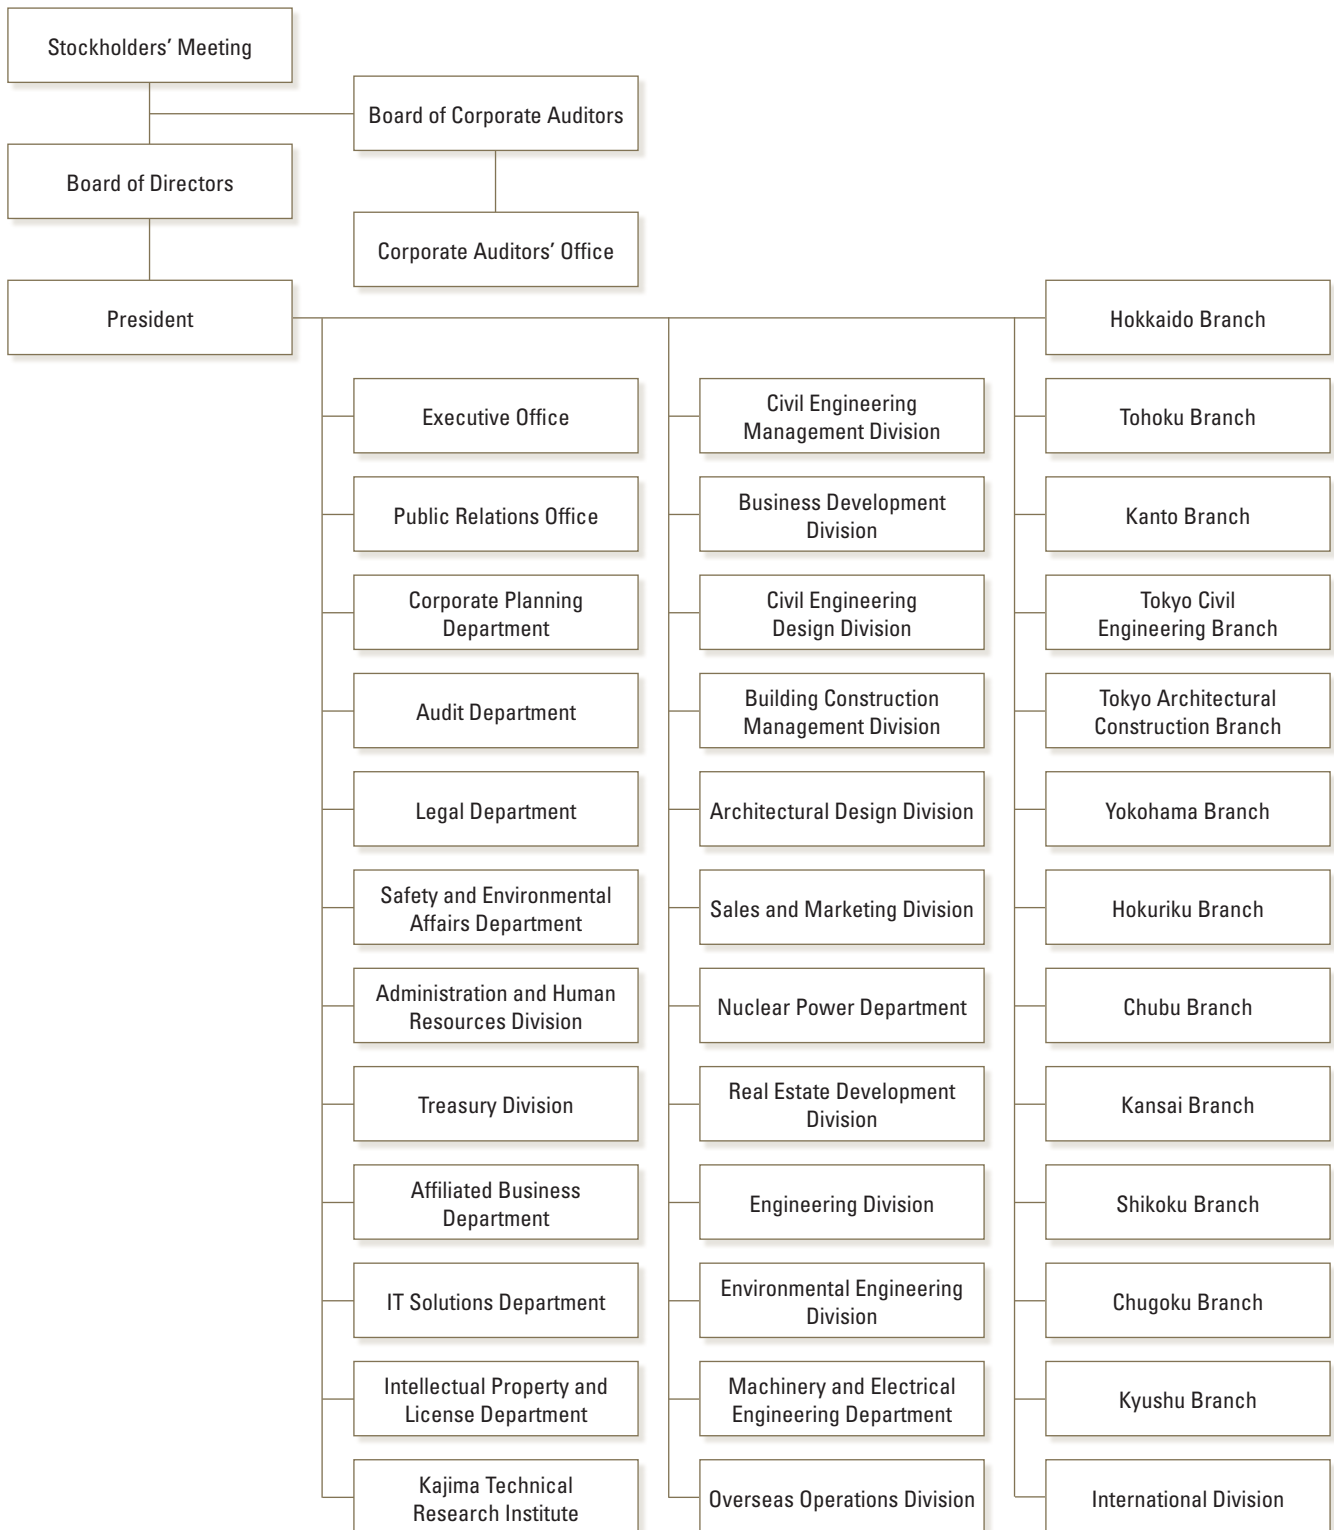 Stockholders’ Meeting
Board of Corporate Auditors
Board of Directors
Corporate Auditors’ Office
President
Executive Office
Public Relations Office
Corporate Planning
Department
Audit Department
Legal Department
Safety and Environmental
Affairs Department
Administration and Human
Resources Division
Treasury Division
Affiliated Business
Department
IT Solutions Department
Intellectual Property and
License Department
Kajima Technical
Research Institute
Civil Engineering
Management Division
Business Development
Division
Civil Engineering
Design Division
Building Construction
Management Division
Architectural Design Division
Sales and Marketing Division
Nuclear Power Department
Real Estate Development
Division
Engineering Division
Environmental Engineering
Division
Machinery and Electrical
Engineering Department
Overseas Operations Division
Hokkaido Branch
Tohoku Branch
Kanto Branch
Tokyo Civil
Engineering Branch
Tokyo Architectural
Construction Branch
Yokohama Branch
Hokuriku Branch
Chubu Branch
Kansai Branch
Shikoku Branch
Chugoku Branch
Kyushu Branch
International Division